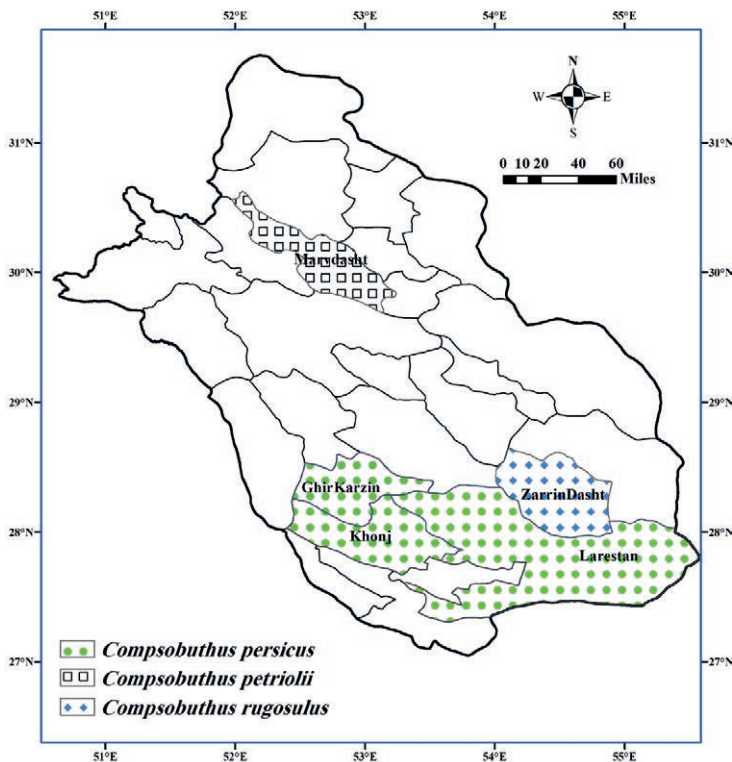 51°E 52°E 53°E 54°E 55°E
N
W E
S
31°N 31°N
0 10 20 40 60
Miles
Marvdasht
30°N 30°N
29°N 29°N
GhirKarzin ZarrinDasht
28°N 28°N
Khonj Larestan
Compsobuthus persicus
Compsobuthus petriolii
27°N 27°N
Compsobuthus rugosulus
51°E 52°E 53°E 54°E 55°E